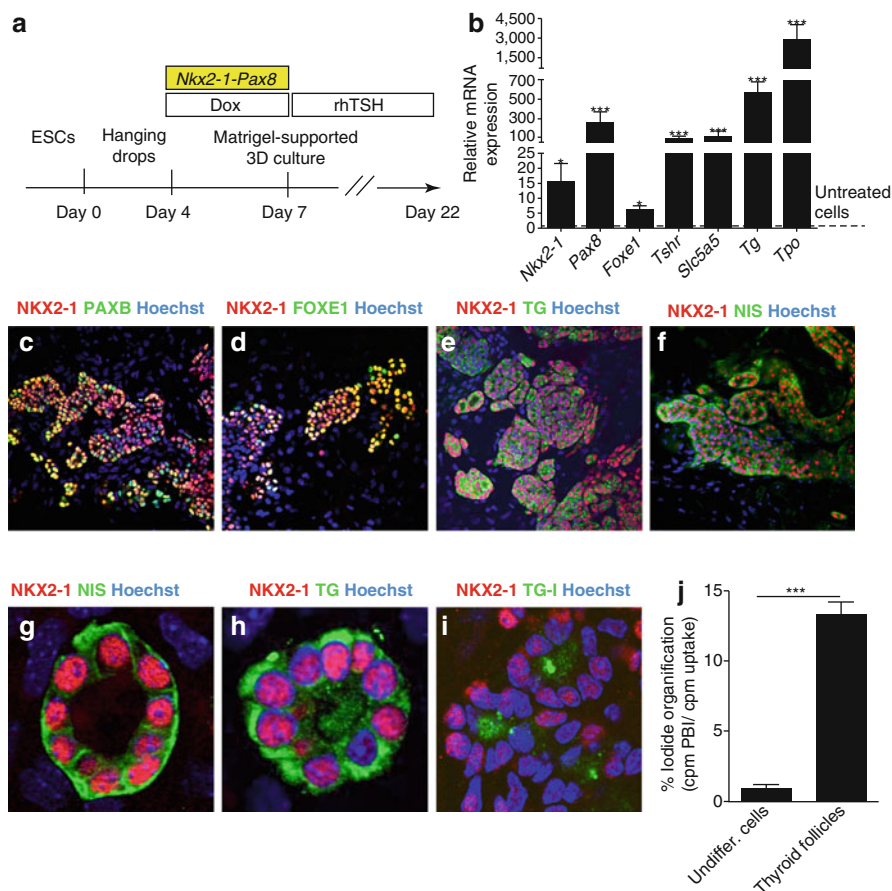 a
Nkx2-1-Pax8
Dox
rhTSH
ESCs
Hanging
drops
Matrigel-supported
3D culture
Day 0
Day 4
Day 7
Day 22
b
Relative mRNA
expression
4,500
3,000
1,500
700
500
300
100
25
20
15
10
5
0
*
***
*
***
***
***
***
Untreated
cells
Nkx2-1
Pax8
Foxe1
Tshr
Slc5a5
Tg
Tpo
NKX2-1 PAXB Hoechst
NKX2-1 FOXE1 Hoechst
NKX2-1 TG Hoechst
NKX2-1 NIS Hoechst
c
d
e
f
NKX2-1 NIS Hoechst
NKX2-1 TG Hoechst
NKX2-1 TG-I Hoechst
g
h
i
j
% Iodide organification
(cpm PBI/ cpm uptake)
15
10
5
0
***
Undiffer. cells
Thyroid follicles